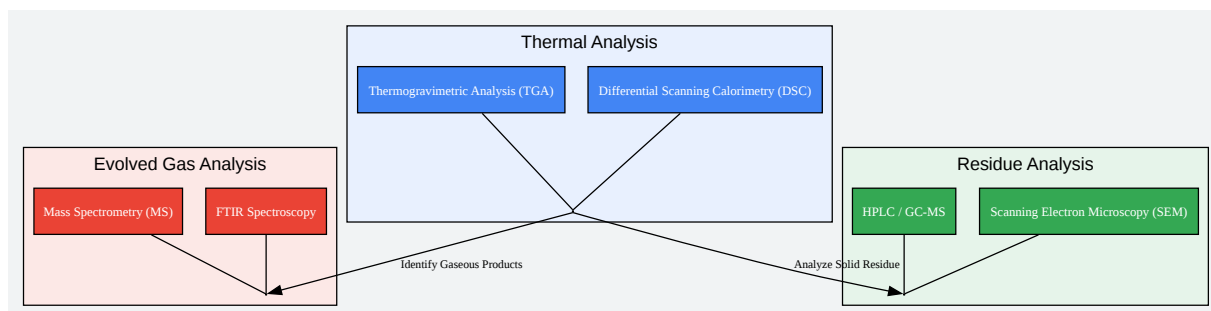 Thermal Analysis
Thermogravimetric Analysis (TGA)
Differential Scanning Calorimetry (DSC)
Evolved Gas Analysis
Mass Spectrometry (MS)
FTIR Spectroscopy
Residue Analysis
HPLC / GC-MS
Scanning Electron Microscopy (SEM)
Identify Gaseous Products
Analyze Solid Residue